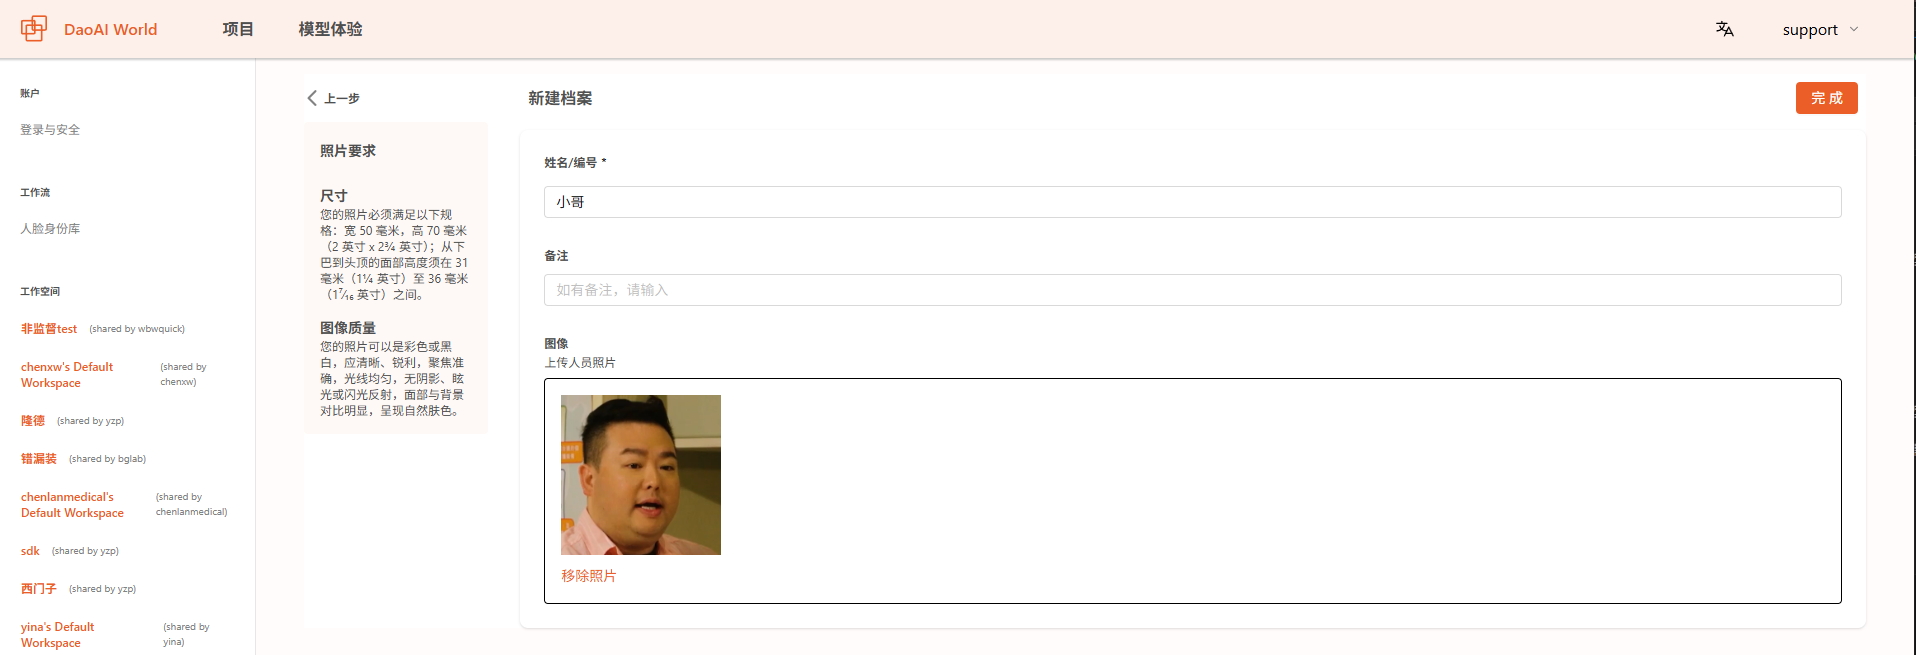 DaoAI World
项目
模型体验
support
账户
登录与安全
工作流
人脸身份库
工作空间
非监督test (shared by wbwquick)
chenxw's Default Workspace (shared by chenxw)
隆德 (shared by yzp)
错漏装 (shared by bglab)
chenlanmedical's Default Workspace (shared by chenlanmedical)
sdk (shared by yzp)
西门子 (shared by yzp)
yina's Default Workspace (shared by yina)
上一步
照片要求
尺寸
您的照片必须满足以下规
格：宽 50 毫米，高 70 毫米
（2 英寸 x 2¾ 英寸）；从下
巴到头顶的面部高度须在 31
毫米（1¼ 英寸）至 36 毫米
（1⁷⁄₁₆ 英寸）之间。
图像质量
您的照片可以是彩色或黑
白，应清晰、锐利，聚焦准
确，光线均匀，无阴影、眩
光或闪光反射，面部与背景
对比明显，呈现自然肤色。
新建档案
完成
姓名/编号 *
小哥
备注
如有备注，请输入
图像
上传人员照片
移除照片